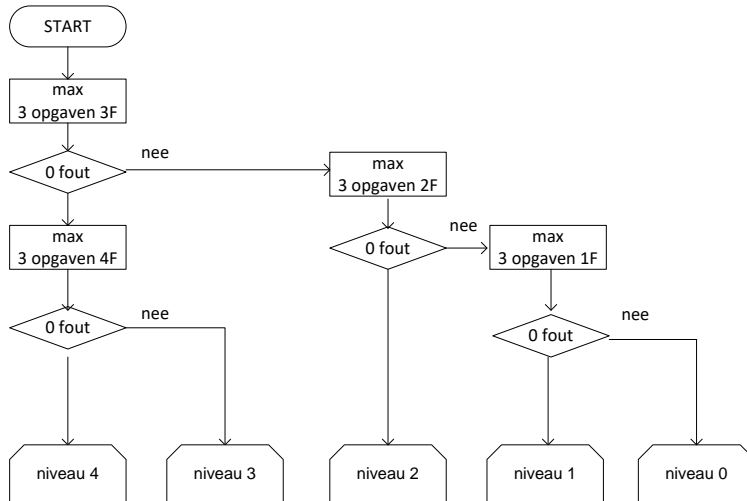 START
max
3 opgaven 3F
0 fout
nee
max
3 opgaven 2F
max
3 opgaven 4F
0 fout
nee
max
3 opgaven 1F
0 fout
nee
0 fout
nee
niveau 4
niveau 3
niveau 2
niveau 1
niveau 0